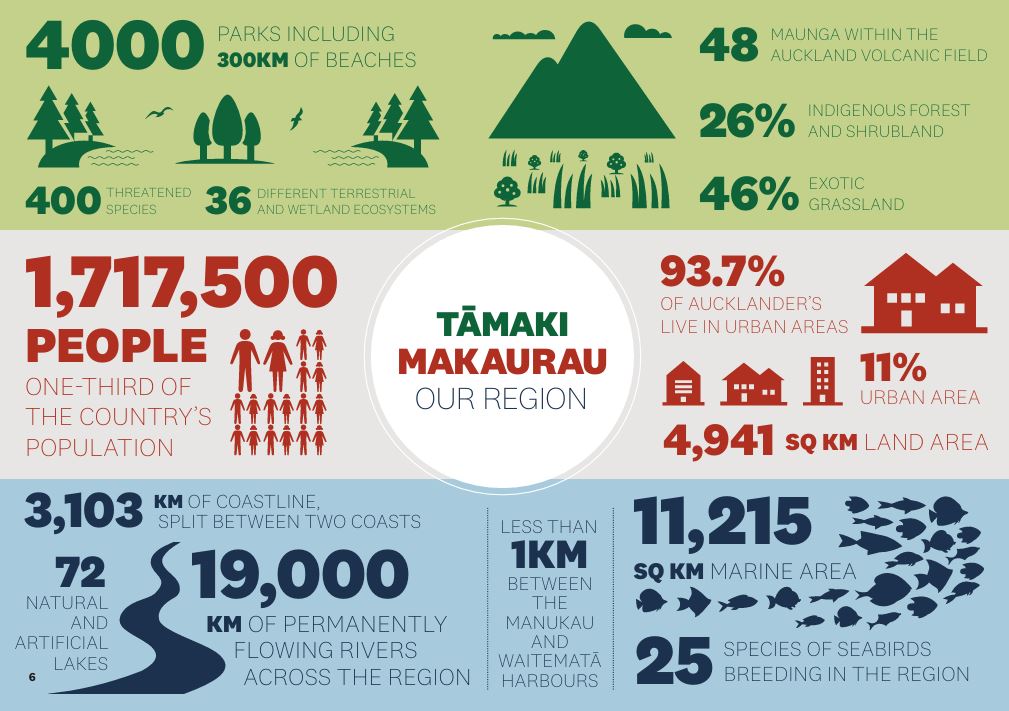 4000 PARKS INCLUDING
300KM OF BEACHES
400 THREATENED
SPECIES
36 DIFFERENT TERRESTRIAL
AND WETLAND ECOSYSTEMS
48 MAUNGA WITHIN THE
AUCKLAND VOLCANIC FIELD
26% INDIGENOUS FOREST
AND SHRUBLAND
46% EXOTIC
GRASSLAND
1,717,500
PEOPLE
ONE-THIRD OF
THE COUNTRY'S
POPULATION
TĀMAKI
MAKAURAU
OUR REGION
93.7%
OF AUCKLANDER'S
LIVE IN URBAN AREAS
11%
URBAN AREA
4,941 SQ KM LAND AREA
3,103 KM OF COASTLINE,
SPLIT BETWEEN TWO COASTS
72
NATURAL
AND
ARTIFICIAL
LAKES
19,000
KM OF PERMANENTLY
FLOWING RIVERS
ACROSS THE REGION
LESS THAN
1KM
BETWEEN
THE
MANUKAU
AND
WAITEMATĀ
HARBOURS
11,215
SQ KM MARINE AREA
25 SPECIES OF SEABIRDS
BREEDING IN THE REGION
6